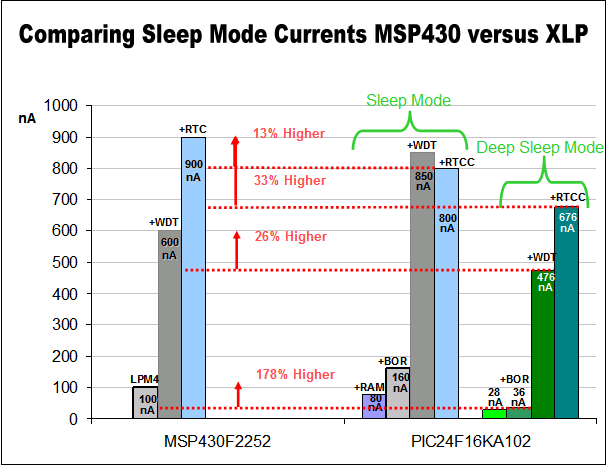 Comparing Sleep Mode Currents MSP430 versus XLP
nA
1000
900
800
700
600
500
400
300
200
100
0
LPM4
100
nA
+WDT
600
nA
+RTC
900
nA
13% Higher
33% Higher
26% Higher
178% Higher
Sleep Mode
+RAM
80
nA
+BOR
160
nA
+WDT
850
nA
+RTCC
800
nA
Deep Sleep Mode
28
nA
+BOR
36
nA
+WDT
476
nA
+RTCC
676
nA
MSP430F2252
PIC24F16KA102